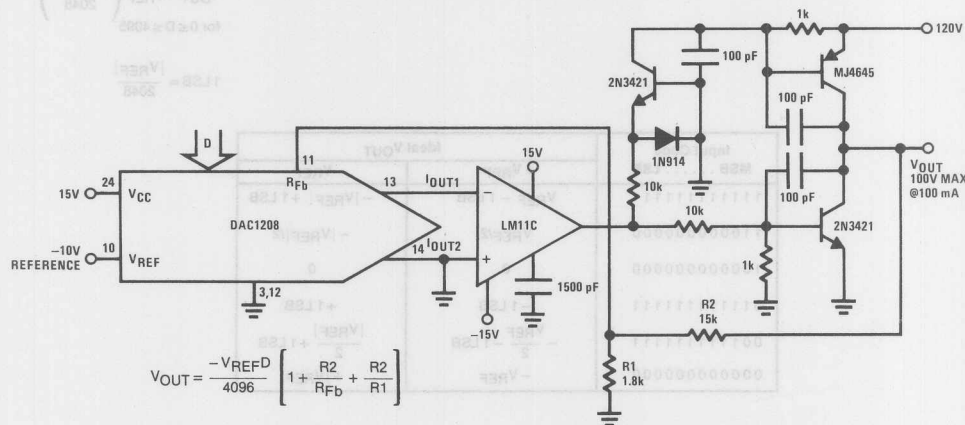 1k
120V
100 pF
2N3421
MJ4645
100 pF
1N914
D
11
RFb
15V
24
VCC
13
IOUT1
15V
10k
100 pF
VOUT
100V MAX
@100 mA
DAC1208
LM11C
10k
2N3421
−10V
REFERENCE
10
VREF
14
IOUT2
3,12
1500 pF
−15V
1k
R2
15k
R1
1.8k
VOUT = −VREFD / 4096 [1 + R2/RFb + R2/R1]